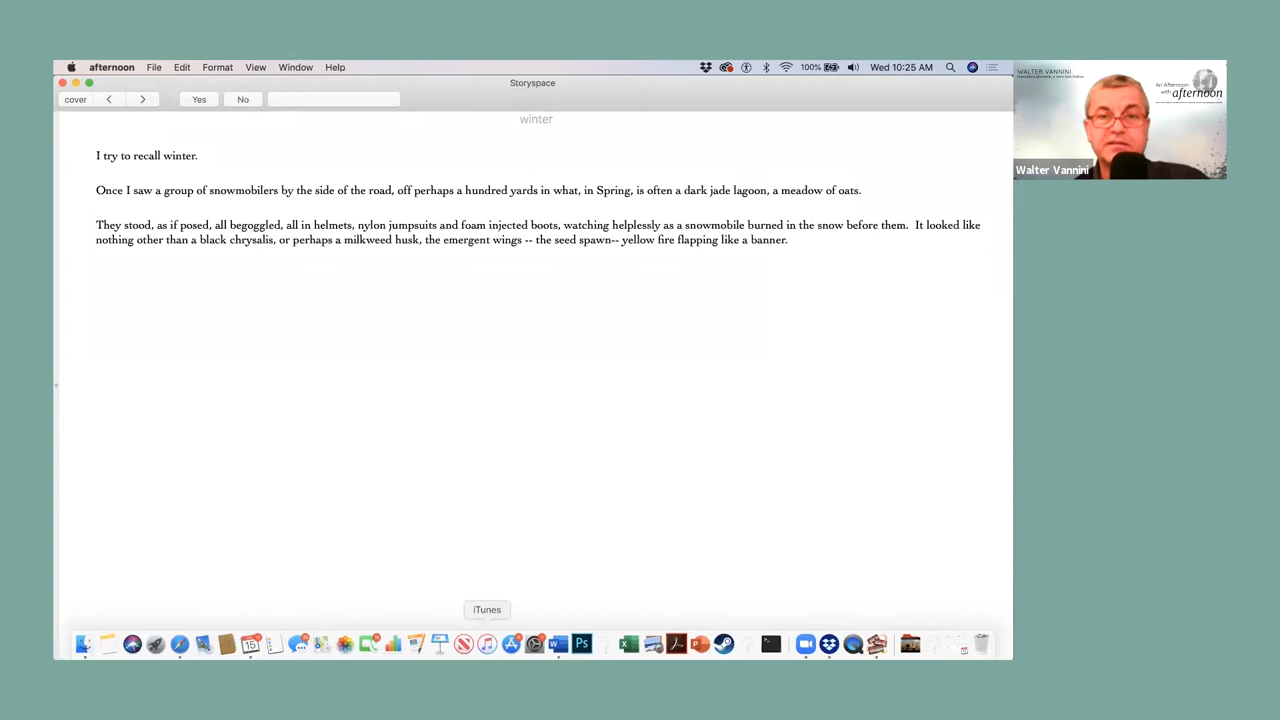 afternoon File Edit Format View Window Help 100% Wed 10:25 AM
Storyspace
cover Yes No
winter
I try to recall winter.
Once I saw a group of snowmobilers by the side of the road, off perhaps a hundred yards in what, in Spring, is often a dark jade lagoon, a meadow of oats.
They stood, as if posed, all begoggled, all in helmets, nylon jumpsuits and foam injected boots, watching helplessly as a snowmobile burned in the snow before them.  It looked like
nothing other than a black chrysalis, or perhaps a milkweed husk, the emergent wings -- the seed spawn-- yellow fire flapping like a banner.
iTunes
15
Ps
WALTER VANNINI
An Afternoon
with afternoon
Walter Vannini